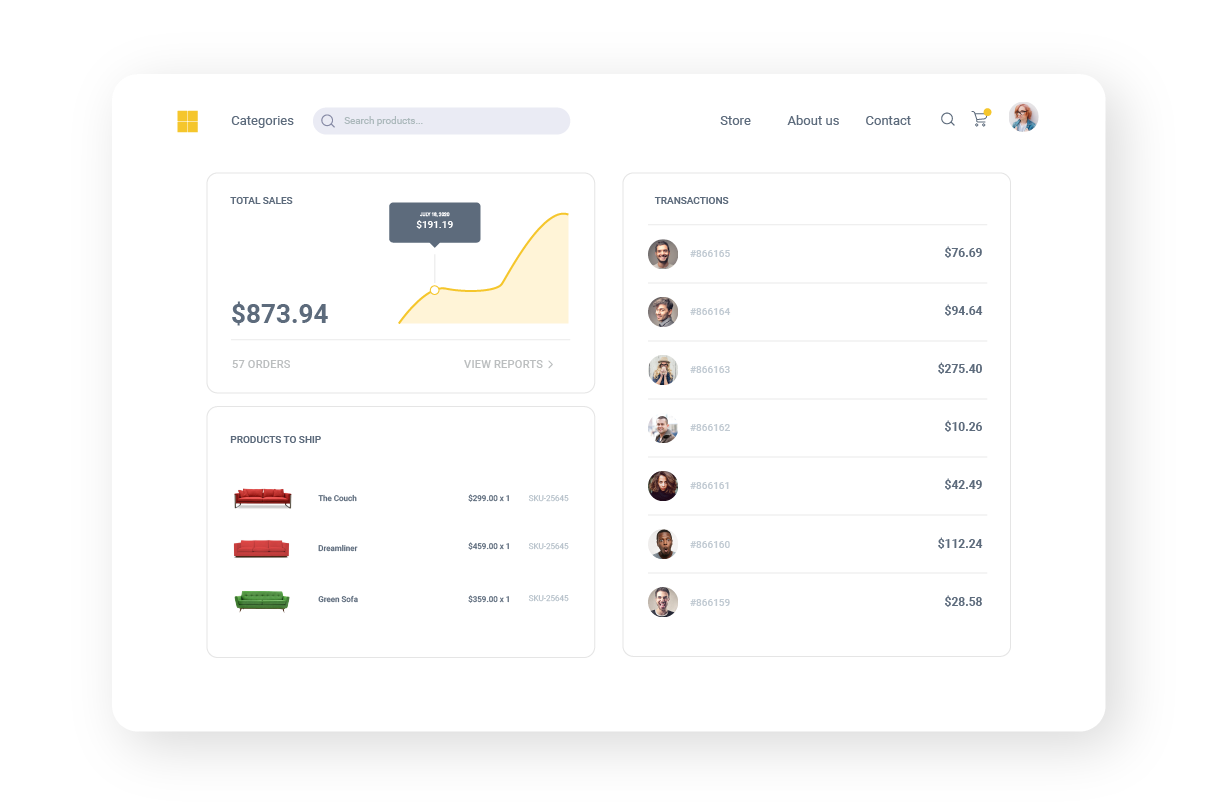 Categories
Search products...
Store
About us
Contact
TOTAL SALES
JULY 16, 2020
$191.19
$873.94
57 ORDERS
VIEW REPORTS
PRODUCTS TO SHIP
The Couch $299.00 x 1 SKU-25645
Dreamliner $459.00 x 1 SKU-25645
Green Sofa $359.00 x 1 SKU-25645
TRANSACTIONS
#866165 $76.69
#866164 $94.64
#866163 $275.40
#866162 $10.26
#866161 $42.49
#866160 $112.24
#866159 $28.58